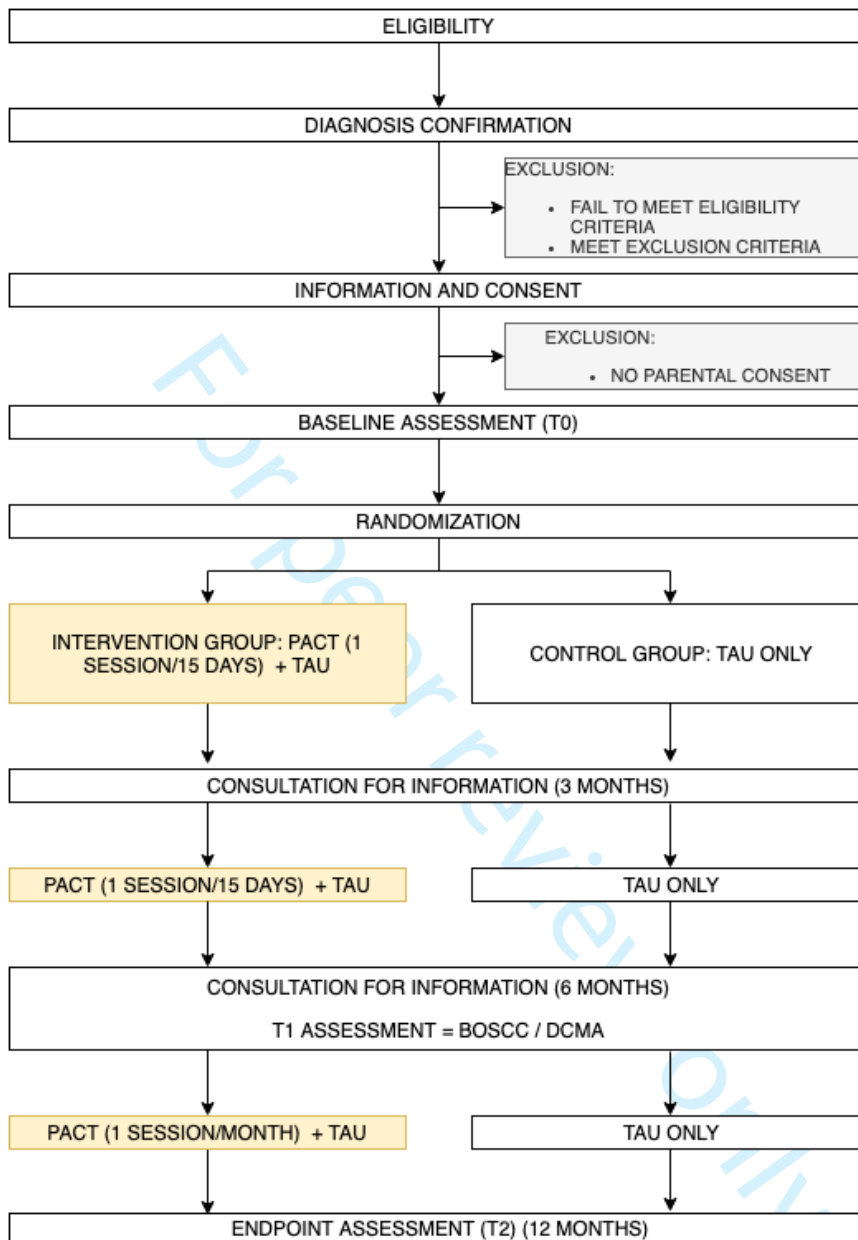 ELIGIBILITY
DIAGNOSIS CONFIRMATION
EXCLUSION:
• FAIL TO MEET ELIGIBILITY
CRITERIA
• MEET EXCLUSION CRITERIA
INFORMATION AND CONSENT
EXCLUSION:
• NO PARENTAL CONSENT
BASELINE ASSESSMENT (T0)
RANDOMIZATION
INTERVENTION GROUP: PACT (1
SESSION/15 DAYS) + TAU
CONTROL GROUP: TAU ONLY
CONSULTATION FOR INFORMATION (3 MONTHS)
PACT (1 SESSION/15 DAYS) + TAU
TAU ONLY
CONSULTATION FOR INFORMATION (6 MONTHS)
T1 ASSESSMENT = BOSCC / DCMA
PACT (1 SESSION/MONTH) + TAU
TAU ONLY
ENDPOINT ASSESSMENT (T2) (12 MONTHS)
For peer review only